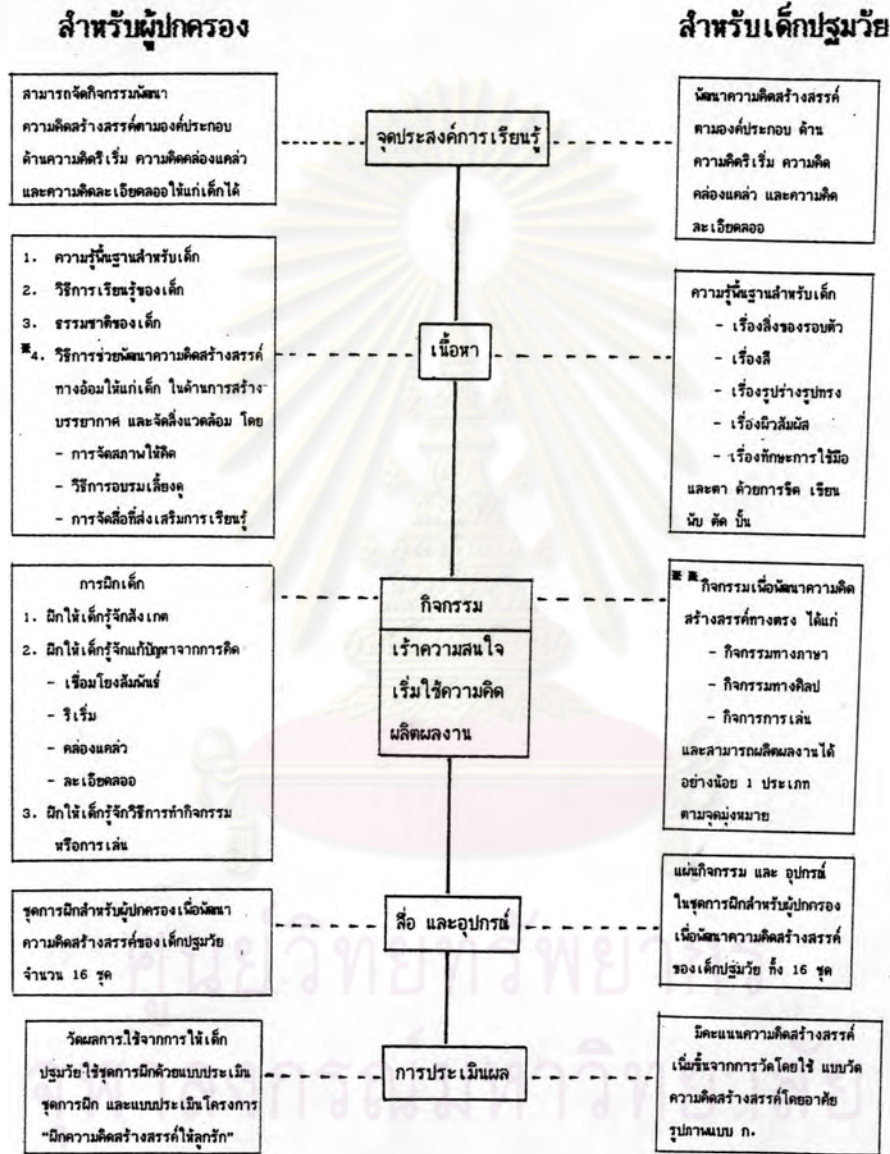 สำหรับผู้ปกครอง
สำหรับเด็กปฐมวัย
สามารถจัดกิจกรรมพัฒนา
ความคิดสร้างสรรค์ตามองค์ประกอบ
ด้านความคิดริเริ่ม ความคิดคล่องแคล่ว
และความคิดละเอียดลออให้แก่เด็กได้
จุดประสงค์การเรียนรู้
พัฒนาความคิดสร้างสรรค์
ตามองค์ประกอบ ด้าน
ความคิดริเริ่ม ความคิด
คล่องแคล่ว และความคิด
ละเอียดลออ
1. ความรู้พื้นฐานสำหรับเด็ก
2. วิธีการเรียนรู้ของเด็ก
3. ธรรมชาติของเด็ก
*4. วิธีการช่วยพัฒนาความคิดสร้างสรรค์
ทางอ้อมให้แก่เด็ก ในด้านการสร้าง
บรรยากาศ และจัดสิ่งแวดล้อม โดย
- การจัดสภาพให้คิด
- วิธีการอบรมเลี้ยงดู
- การจัดสื่อที่ส่งเสริมการเรียนรู้
เนื้อหา
ความรู้พื้นฐานสำหรับเด็ก
- เรื่องสิ่งของรอบตัว
- เรื่องสี
- เรื่องรูปร่างรูปทรง
- เรื่องผิวสัมผัส
- เรื่องทักษะการใช้มือ
และตา ด้วยการขีด เขียน
พับ ตัด ปั้น
การฝึกเด็ก
1. ฝึกให้เด็กรู้จักสังเกต
2. ฝึกให้เด็กรู้จักแก้ปัญหาจากการคิด
- เชื่อมโยงสัมพันธ์
- ริเริ่ม
- คล่องแคล่ว
- ละเอียดลออ
3. ฝึกให้เด็กรู้จักวิธีการทำกิจกรรม
หรือการเล่น
กิจกรรม
เร้าความสนใจ
เริ่มใช้ความคิด
ผลิตผลงาน
**กิจกรรมเพื่อพัฒนาความคิด
สร้างสรรค์ทางตรง ได้แก่
- กิจกรรมทางภาษา
- กิจกรรมทางศิลป
- กิจการการเล่น
และสามารถผลิตผลงานได้
อย่างน้อย 1 ประเภท
ตามจุดมุ่งหมาย
ชุดการฝึกสำหรับผู้ปกครองเพื่อพัฒนา
ความคิดสร้างสรรค์ของเด็กปฐมวัย
จำนวน 16 ชุด
สื่อ และอุปกรณ์
แผ่นกิจกรรม และ อุปกรณ์
ในชุดการฝึกสำหรับผู้ปกครอง
เพื่อพัฒนาความคิดสร้างสรรค์
ของเด็กปฐมวัย ทั้ง 16 ชุด
วัดผลการใช้จากการให้เด็ก
ปฐมวัยใช้ชุดการฝึกด้วยแบบประเมิน
ชุดการฝึก และแบบประเมินโครงการ
"ฝึกความคิดสร้างสรรค์ให้ลูกรัก"
การประเมินผล
มีคะแนนความคิดสร้างสรรค์
เพิ่มขึ้นจากการวัดโดยใช้ แบบวัด
ความคิดสร้างสรรค์โดยอาศัย
รูปภาพแบบ ก.
ศูนย์วิทยทรัพยากร
จุฬาลงกรณ์มหาวิทยาลัย